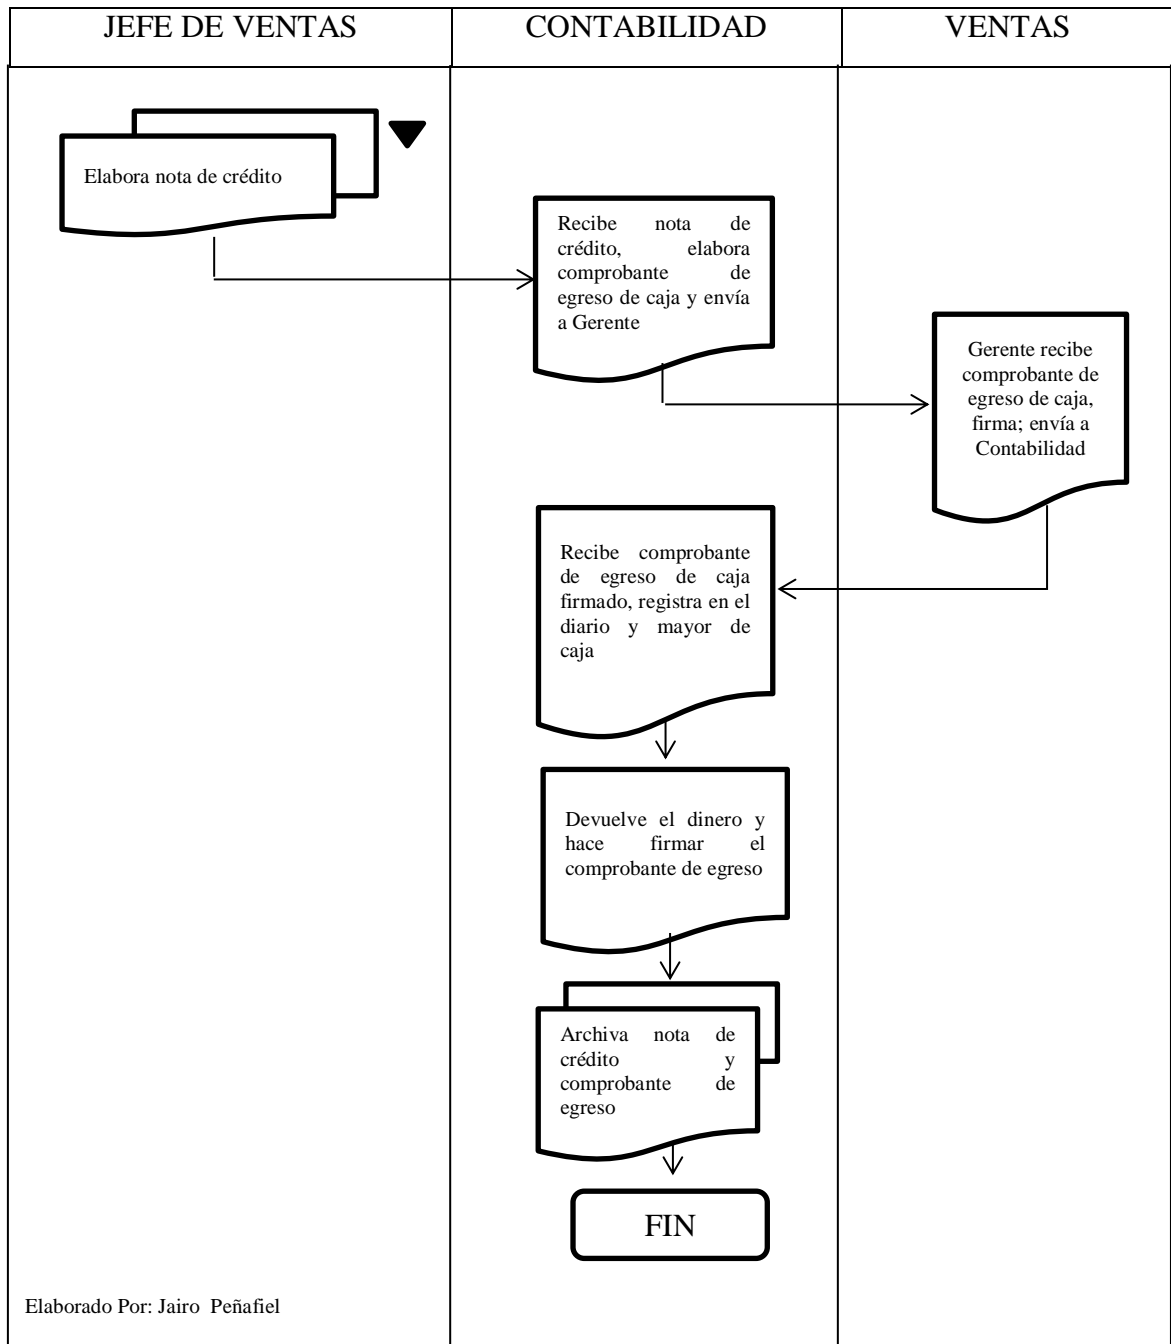 JEFE DE VENTAS
CONTABILIDAD
VENTAS
Elabora nota de crédito
Recibe nota de
crédito, elabora
comprobante de
egreso de caja y envía
a Gerente
Gerente recibe
comprobante de
egreso de caja,
firma; envía a
Contabilidad
Recibe comprobante
de egreso de caja
firmado, registra en el
diario y mayor de
caja
Devuelve el dinero y
hace firmar el
comprobante de egreso
Archiva nota de
crédito y
comprobante de
egreso
FIN
Elaborado Por: Jairo Peñafiel